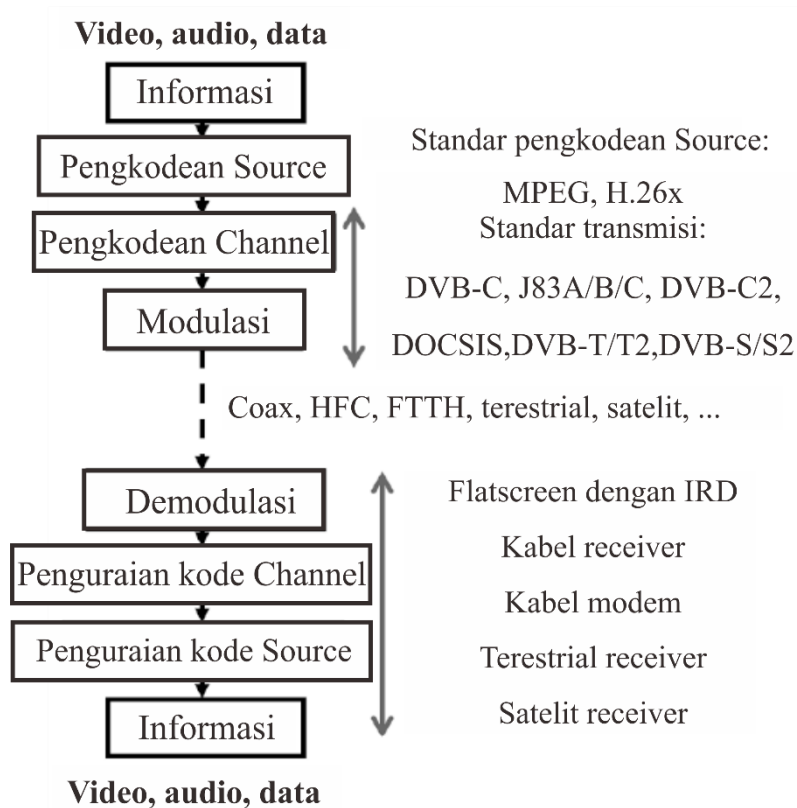 Video, audio, data
Informasi
Pengkodean Source
Pengkodean Channel
Modulasi
Standar pengkodean Source:
MPEG, H.26x
Standar transmisi:
DVB-C, J83A/B/C, DVB-C2,
DOCSIS,DVB-T/T2,DVB-S/S2
Coax, HFC, FTTH, terestrial, satelit, ...
Demodulasi
Penguraian kode Channel
Penguraian kode Source
Informasi
Flatscreen dengan IRD
Kabel receiver
Kabel modem
Terestrial receiver
Satelit receiver
Video, audio, data